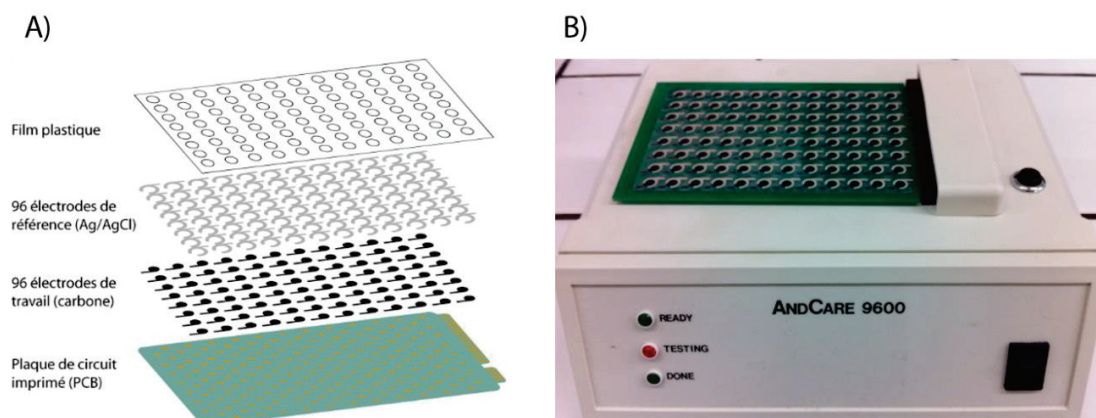 A)
B)
Film plastique
96 électrodes de
référence (Ag/AgCl)
96 électrodes de
travail (carbone)
Plaque de circuit
imprimé (PCB)
ANDCARE 9600
READY
TESTING
DONE